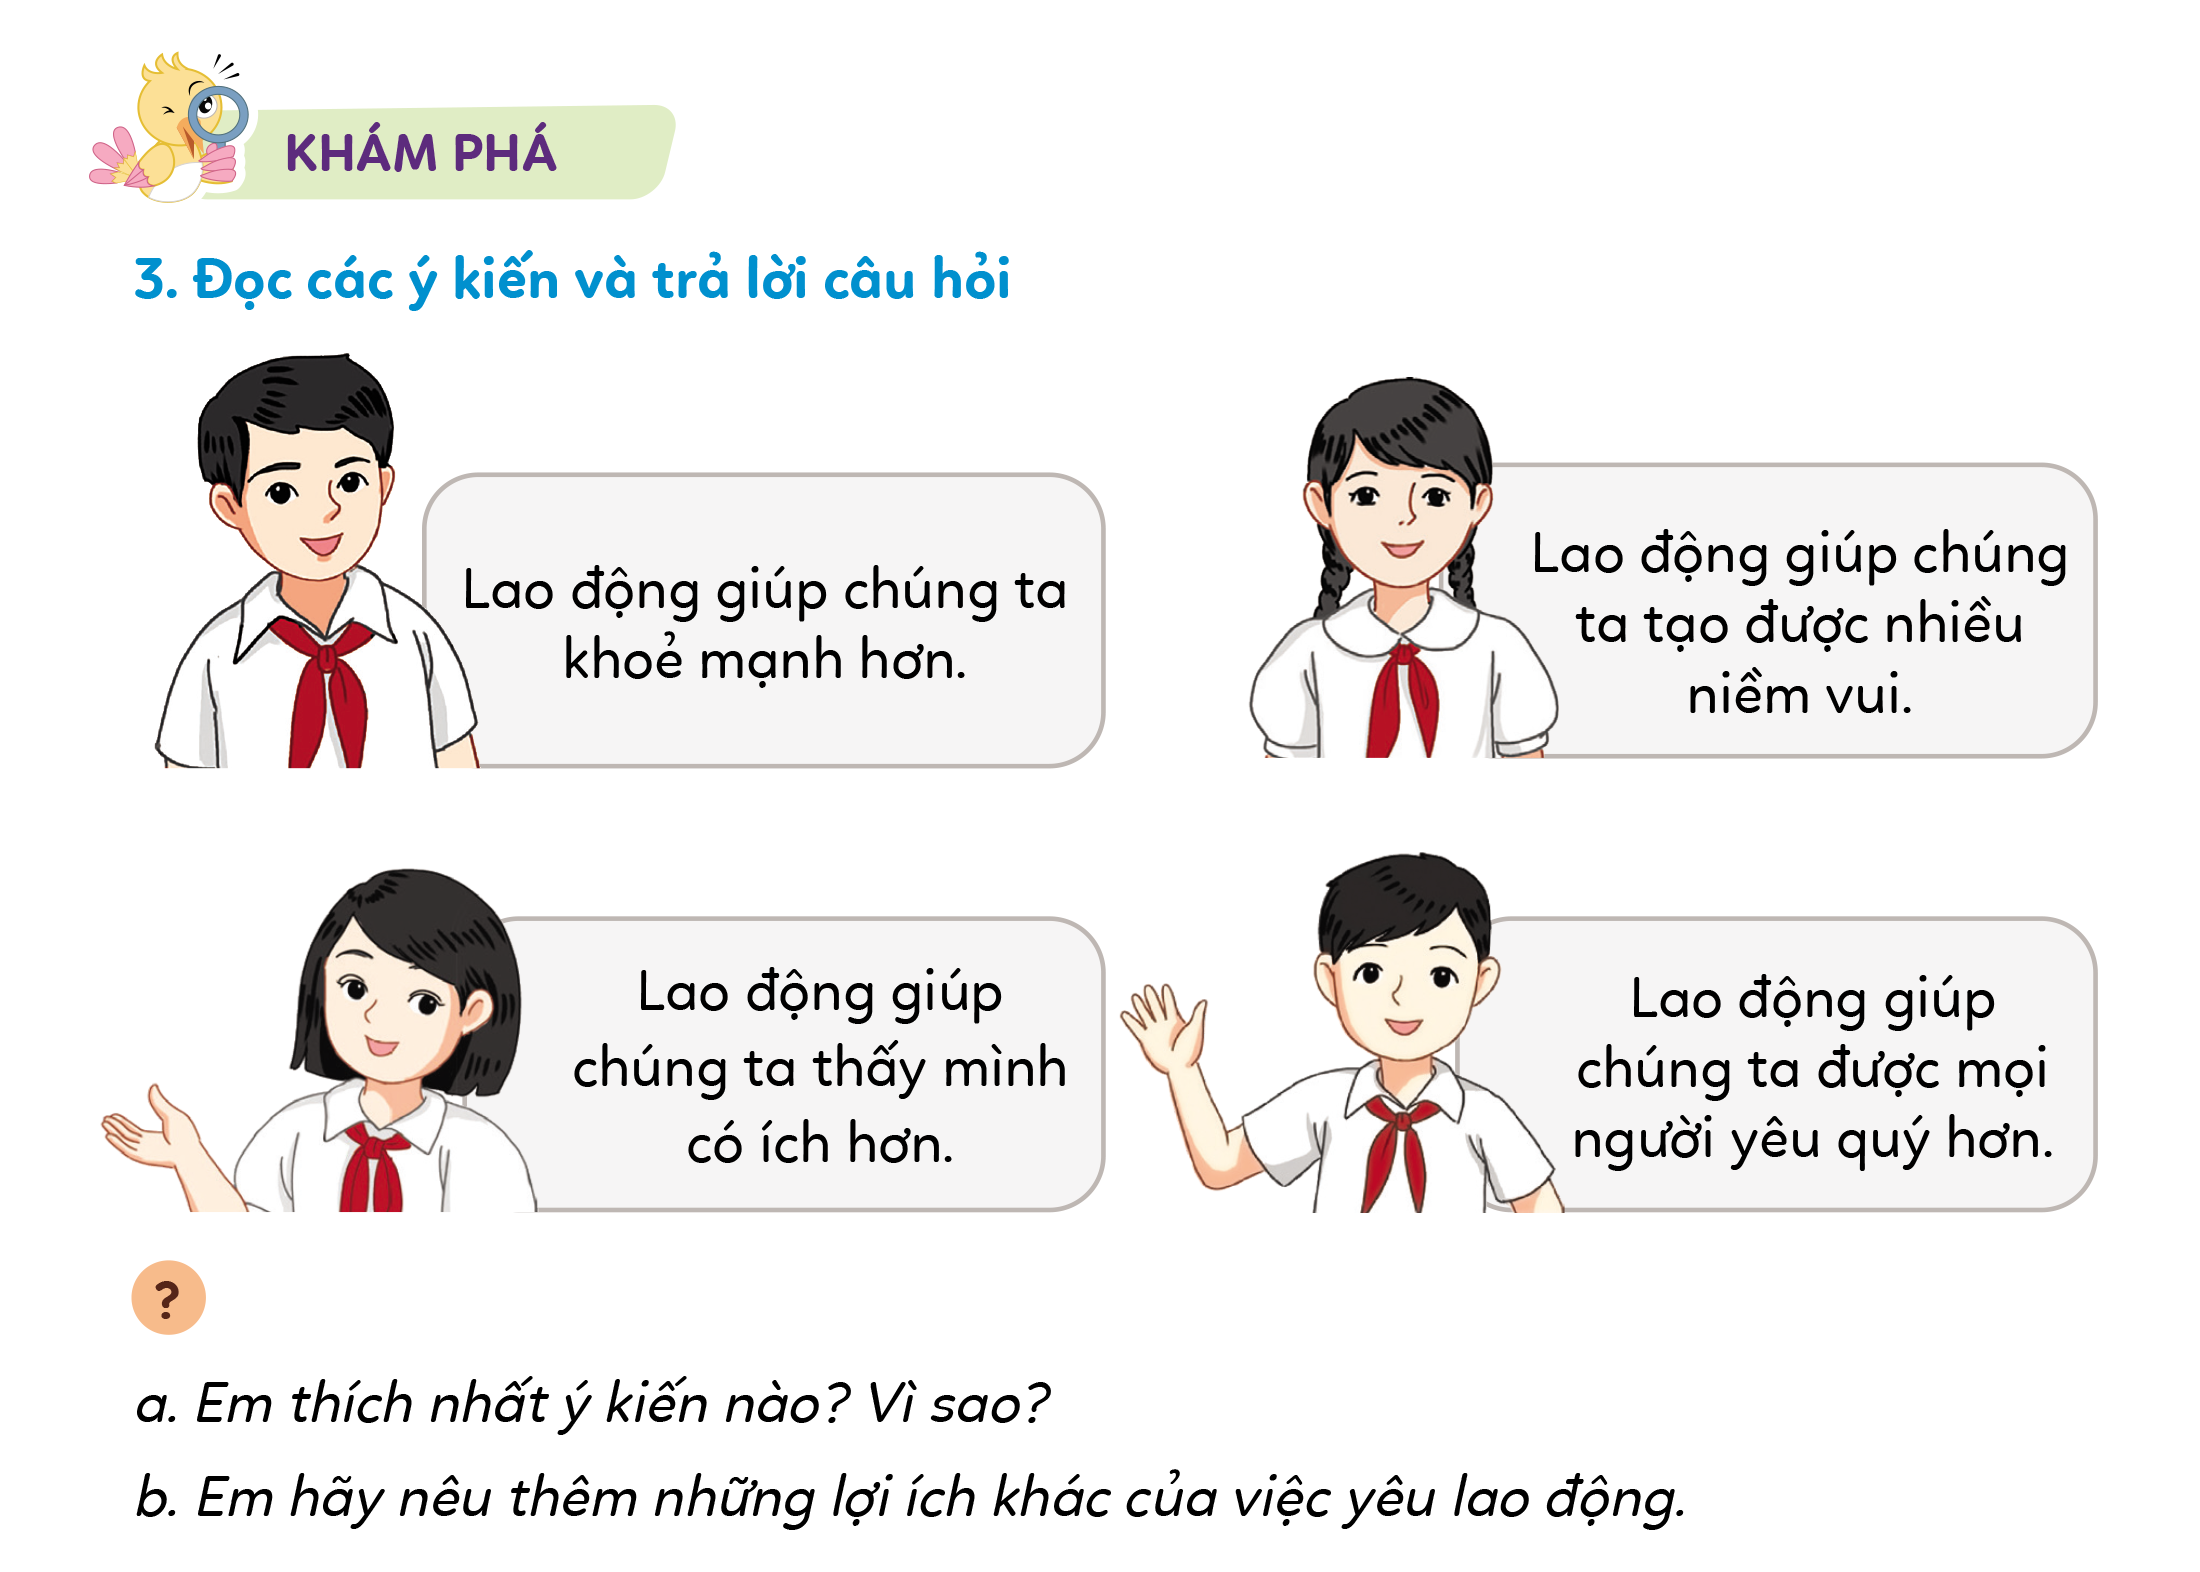 KHÁM PHÁ
3. Đọc các ý kiến và trả lời câu hỏi
Lao động giúp chúng ta
khoẻ mạnh hơn.
Lao động giúp chúng
ta tạo được nhiều
niềm vui.
Lao động giúp
chúng ta thấy mình
có ích hơn.
Lao động giúp
chúng ta được mọi
người yêu quý hơn.
?
a. Em thích nhất ý kiến nào? Vì sao?
b. Em hãy nêu thêm những lợi ích khác của việc yêu lao động.